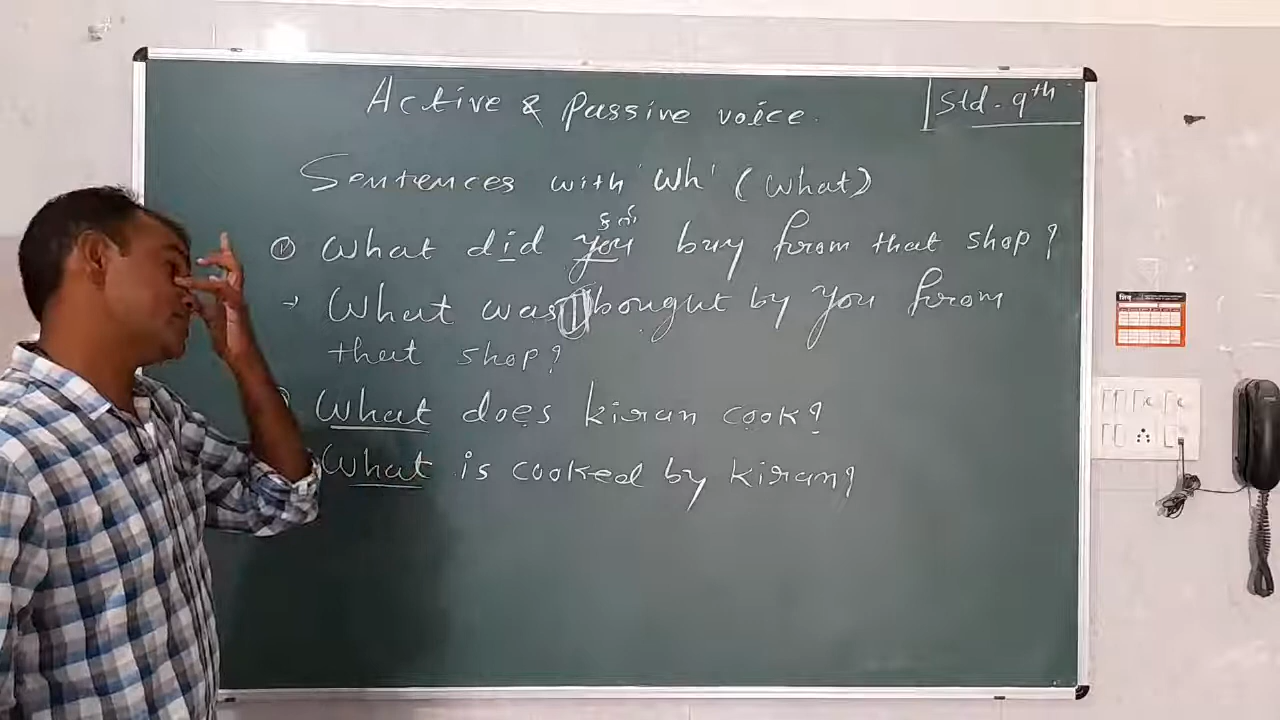 Active & passive voice.
Std. 9th
Sentences with 'Wh' (What)
① What did you buy from that shop?
→ What was bought by you from
that shop?
What does kiran cook?
What is cooked by kiran?